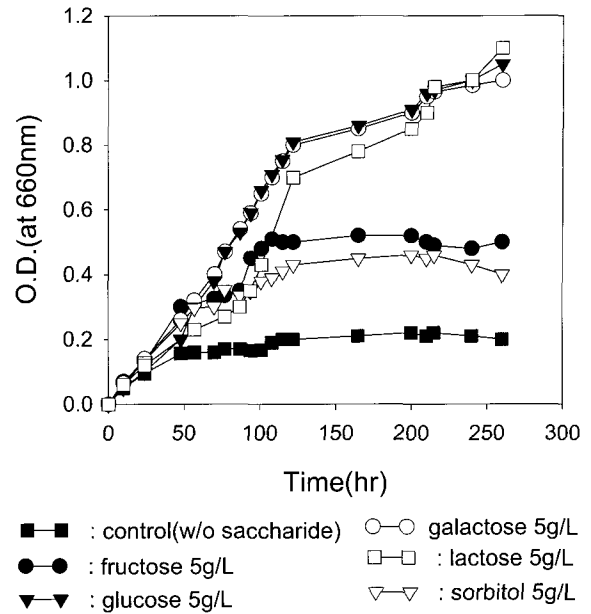 O.D.(at 660nm)
1.2
1.0
0.8
0.6
0.4
0.2
0.0
0 50 100 150 200 250 300
Time(hr)
: control(w/o saccharide)
: fructose 5g/L
: glucose 5g/L
galactose 5g/L
: lactose 5g/L
: sorbitol 5g/L